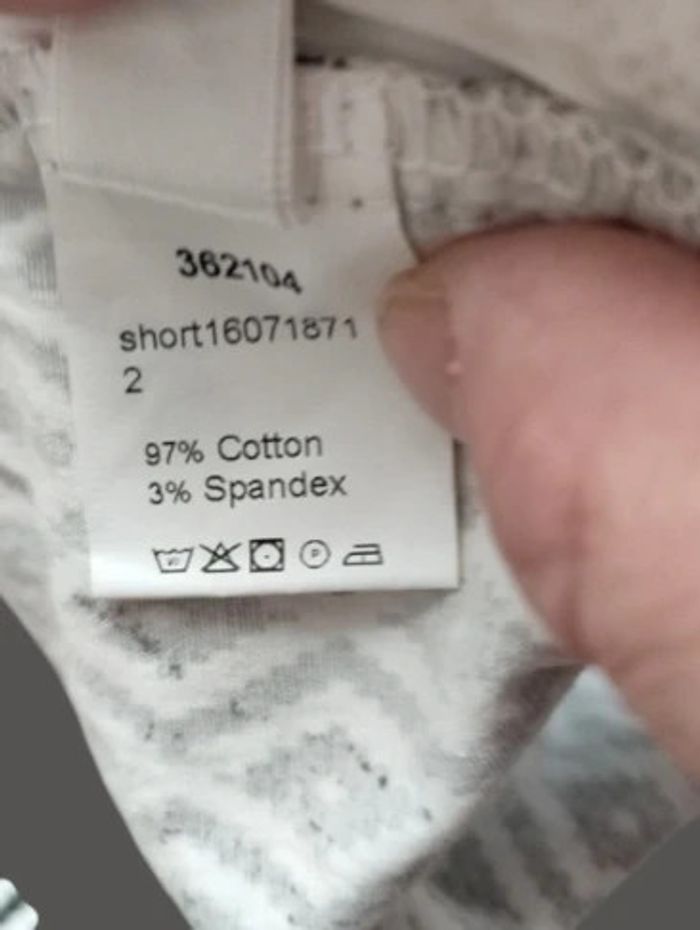 362104
short16071871
2
97% Cotton
3% Spandex